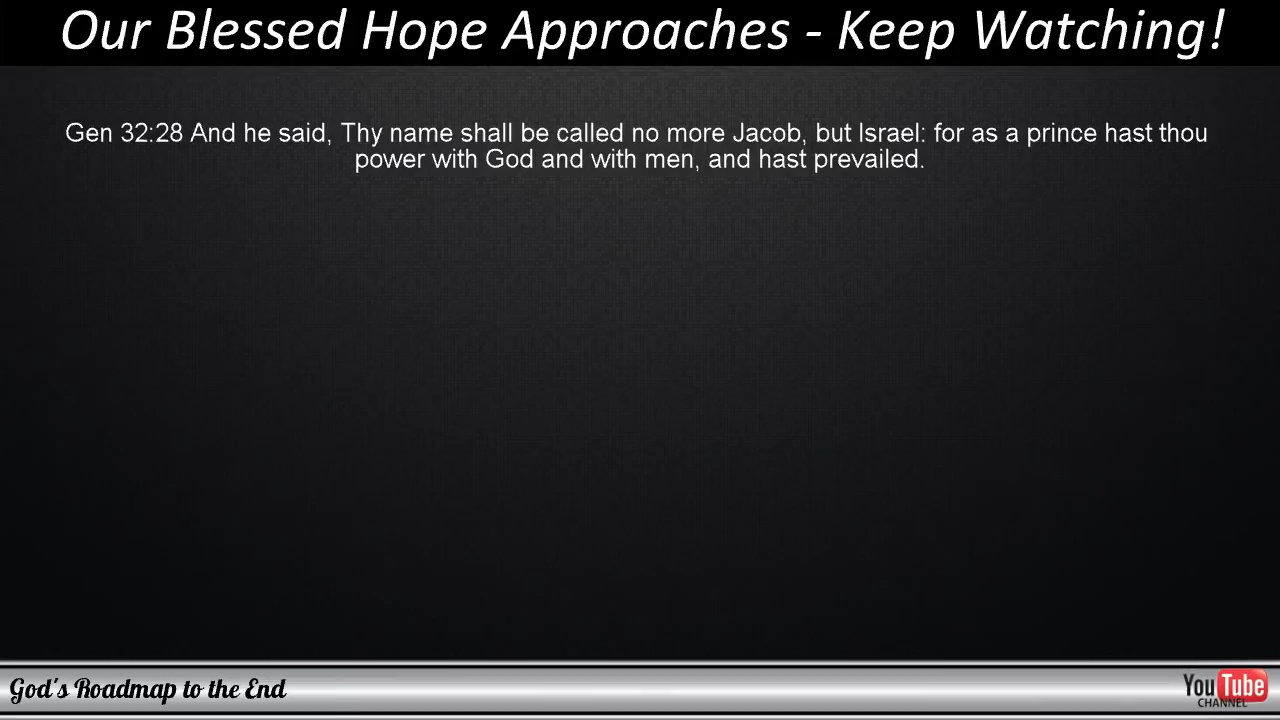 Our Blessed Hope Approaches - Keep Watching!
Gen 32:28 And he said, Thy name shall be called no more Jacob, but Israel: for as a prince hast thou
power with God and with men, and hast prevailed.
God's Roadmap to the End
YouTube
CHANNEL